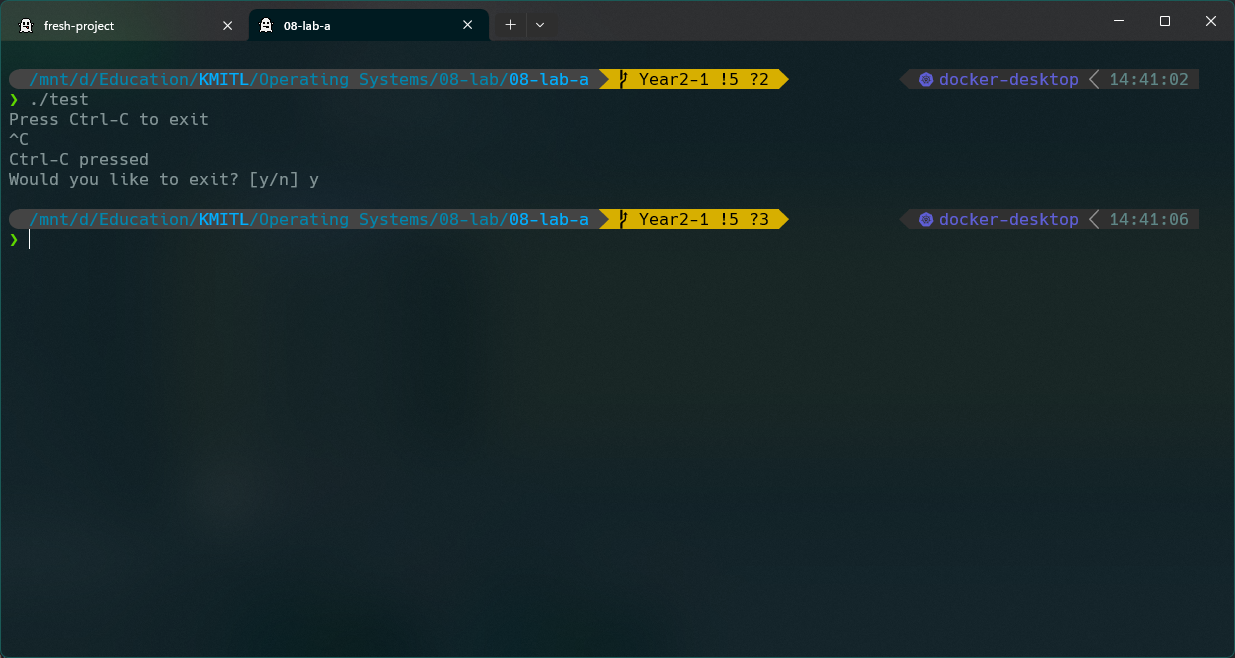 fresh-project
08-lab-a
/mnt/d/Education/KMITL/Operating Systems/08-lab/08-lab-a Year2-1 !5 ?2 docker-desktop 14:41:02
❯ ./test
Press Ctrl-C to exit
^C
Ctrl-C pressed
Would you like to exit? [y/n] y
/mnt/d/Education/KMITL/Operating Systems/08-lab/08-lab-a Year2-1 !5 ?3 docker-desktop 14:41:06
❯